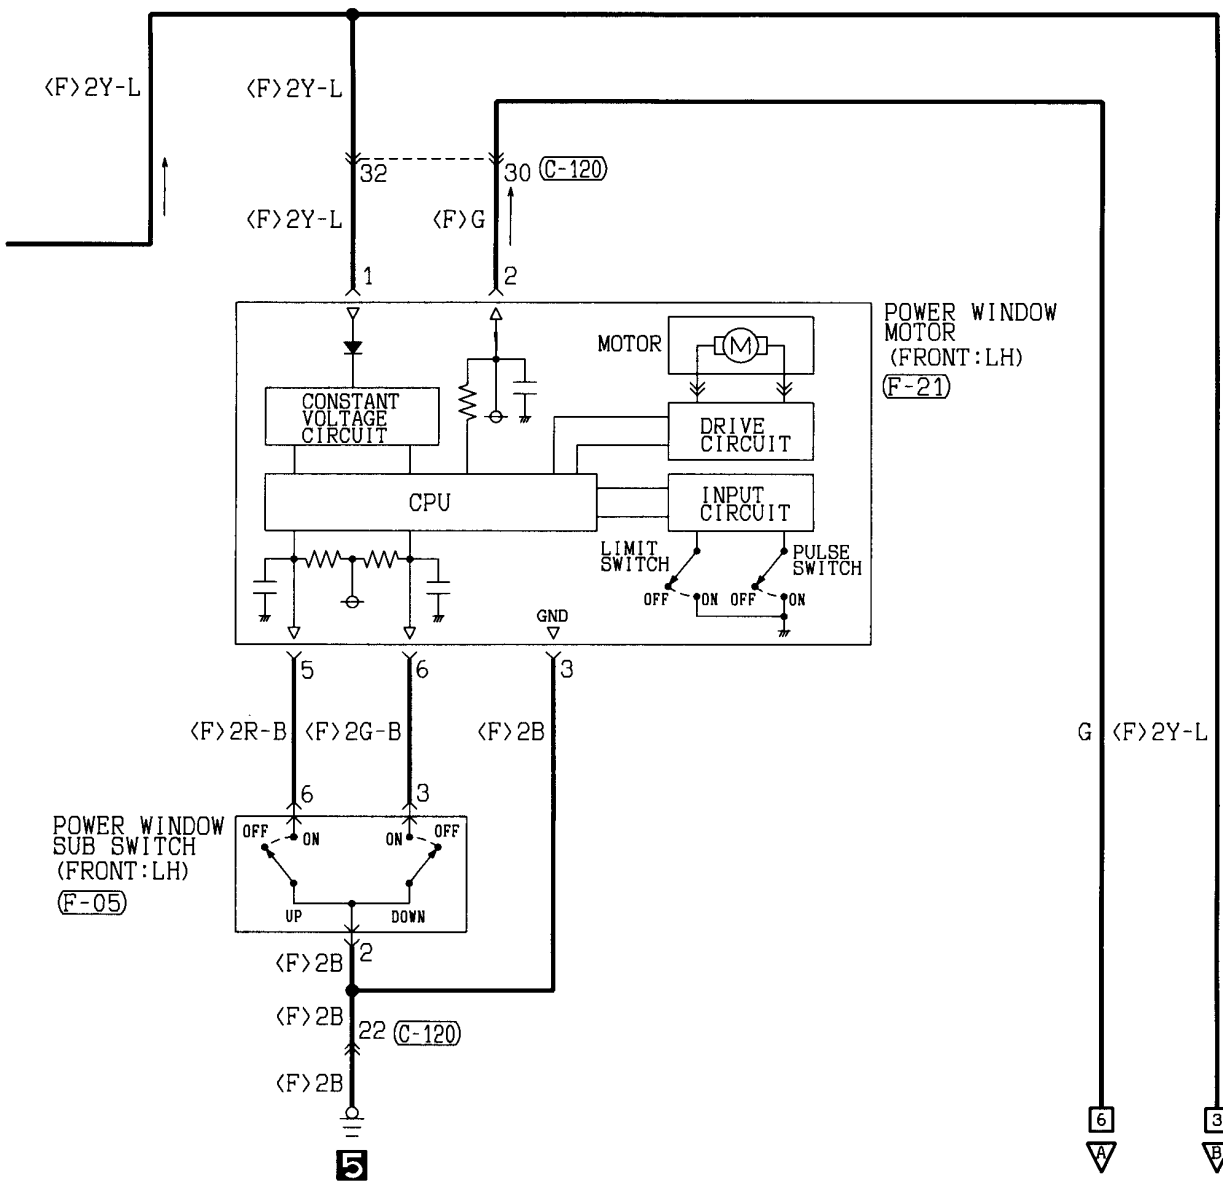 <F>2Y-L
<F>2Y-L
32
30 C-120
<F>2Y-L
<F>G
1
2
POWER WINDOW
MOTOR
(FRONT:LH)
F-21
MOTOR
M
CONSTANT
VOLTAGE
CIRCUIT
DRIVE
CIRCUIT
CPU
INPUT
CIRCUIT
LIMIT
SWITCH
PULSE
SWITCH
OFF
ON
OFF
ON
GND
5
6
3
<F>2R-B
<F>2G-B
<F>2B
G
<F>2Y-L
6
3
POWER WINDOW
SUB SWITCH
(FRONT:LH)
F-05
OFF
ON
ON
OFF
UP
DOWN
2
<F>2B
<F>2B
22 C-120
<F>2B
5
6
A
3
B